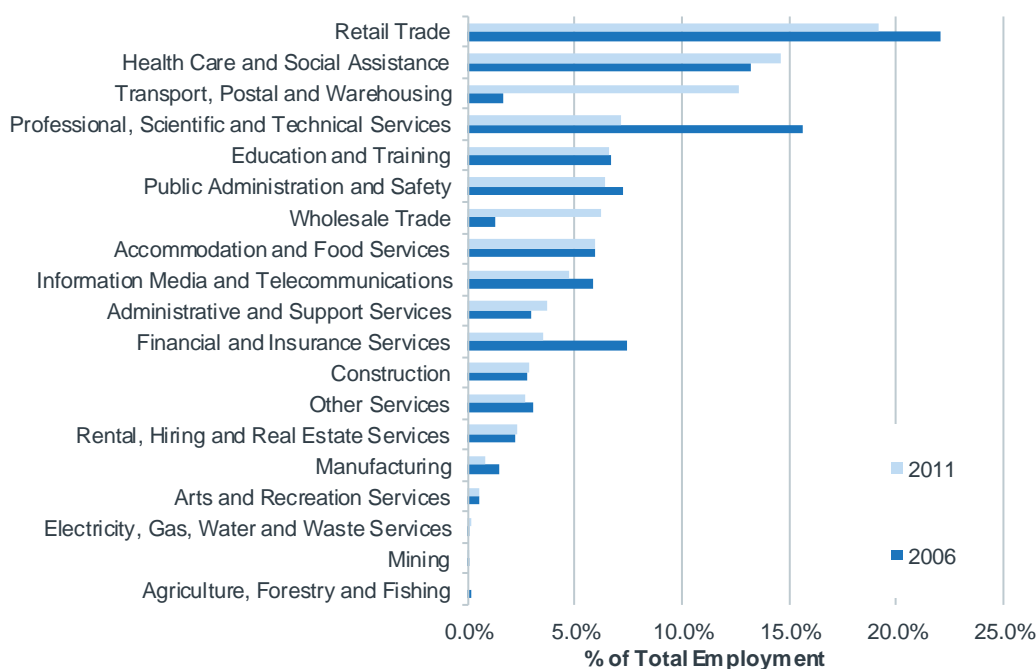 Retail Trade
Health Care and Social Assistance
Transport, Postal and Warehousing
Professional, Scientific and Technical Services
Education and Training
Public Administration and Safety
Wholesale Trade
Accommodation and Food Services
Information Media and Telecommunications
Administrative and Support Services
Financial and Insurance Services
Construction
Other Services
Rental, Hiring and Real Estate Services
Manufacturing
Arts and Recreation Services
Electricity, Gas, Water and Waste Services
Mining
Agriculture, Forestry and Fishing
2011
2006
0.0% 5.0% 10.0% 15.0% 20.0% 25.0%
% of Total Employment